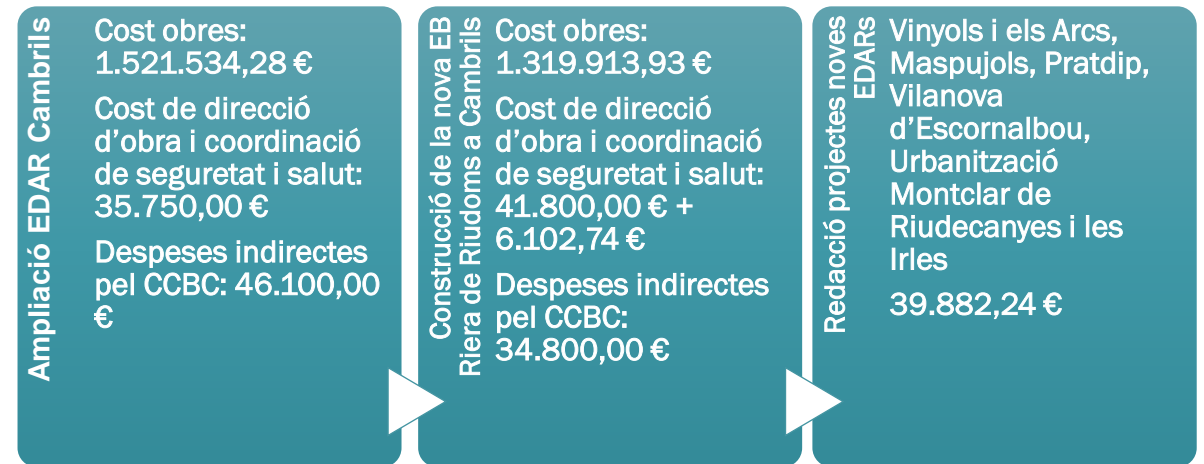 Ampliació EDAR Cambrils
Cost obres:
1.521.534,28 €
Cost de direcció
d’obra i coordinació
de seguretat i salut:
35.750,00 €
Despeses indirectes
pel CCBC: 46.100,00
€
Construcció de la nova EB
Riera de Riudoms a Cambrils
Cost obres:
1.319.913,93 €
Cost de direcció
d’obra i coordinació
de seguretat i salut:
41.800,00 € +
6.102,74 €
Despeses indirectes
pel CCBC:
34.800,00 €
Redacció projectes noves
EDARs
Vinyols i els Arcs,
Maspujols, Pratdip,
Vilanova
d’Escornalbou,
Urbanització
Montclar de
Riudecanyes i les
Irles
39.882,24 €